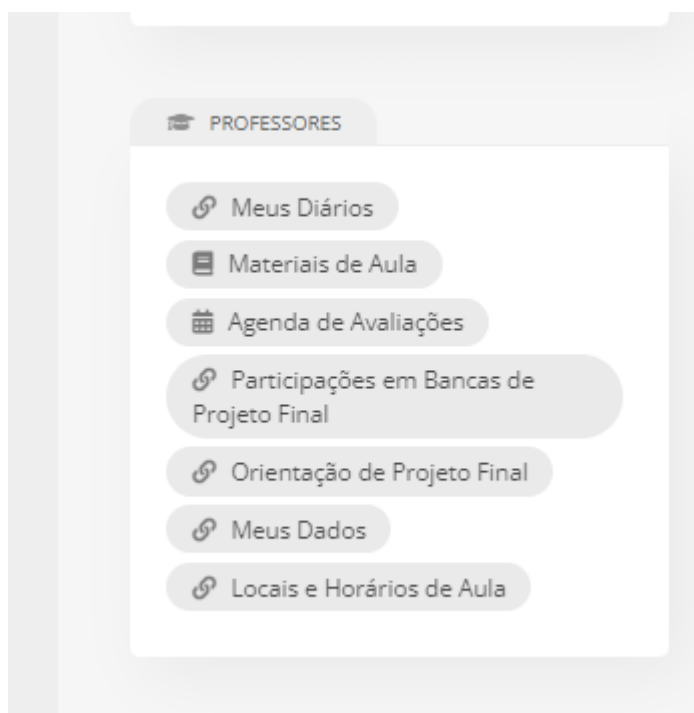 PROFESSORES
Meus Diários
Materiais de Aula
Agenda de Avaliações
Participações em Bancas de
Projeto Final
Orientação de Projeto Final
Meus Dados
Locais e Horários de Aula